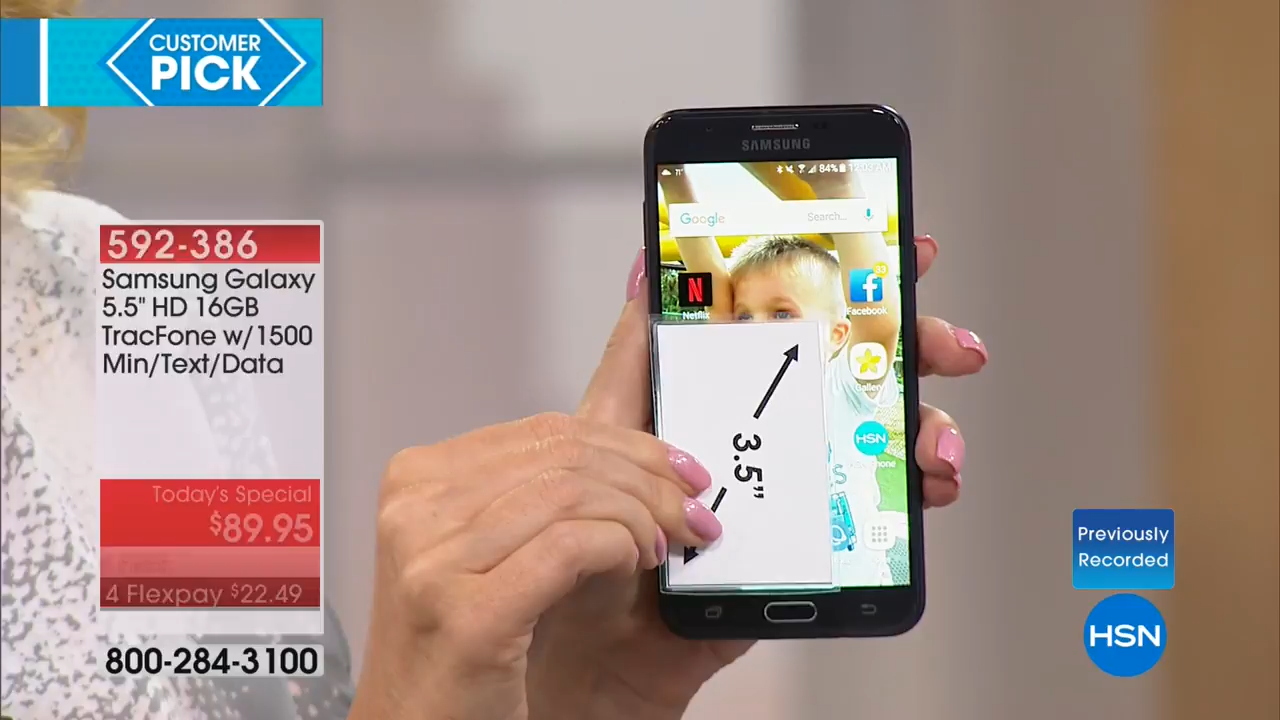 CUSTOMER
PICK
592-386
Samsung Galaxy
5.5" HD 16GB
TracFone w/1500
Min/Text/Data
Today's Special
$89.95
4 Flexpay $22.49
800-284-3100
SAMSUNG
84%
Google
Search...
Netflix
Facebook
Gallery
HSN
3.5"
Previously
Recorded
HSN